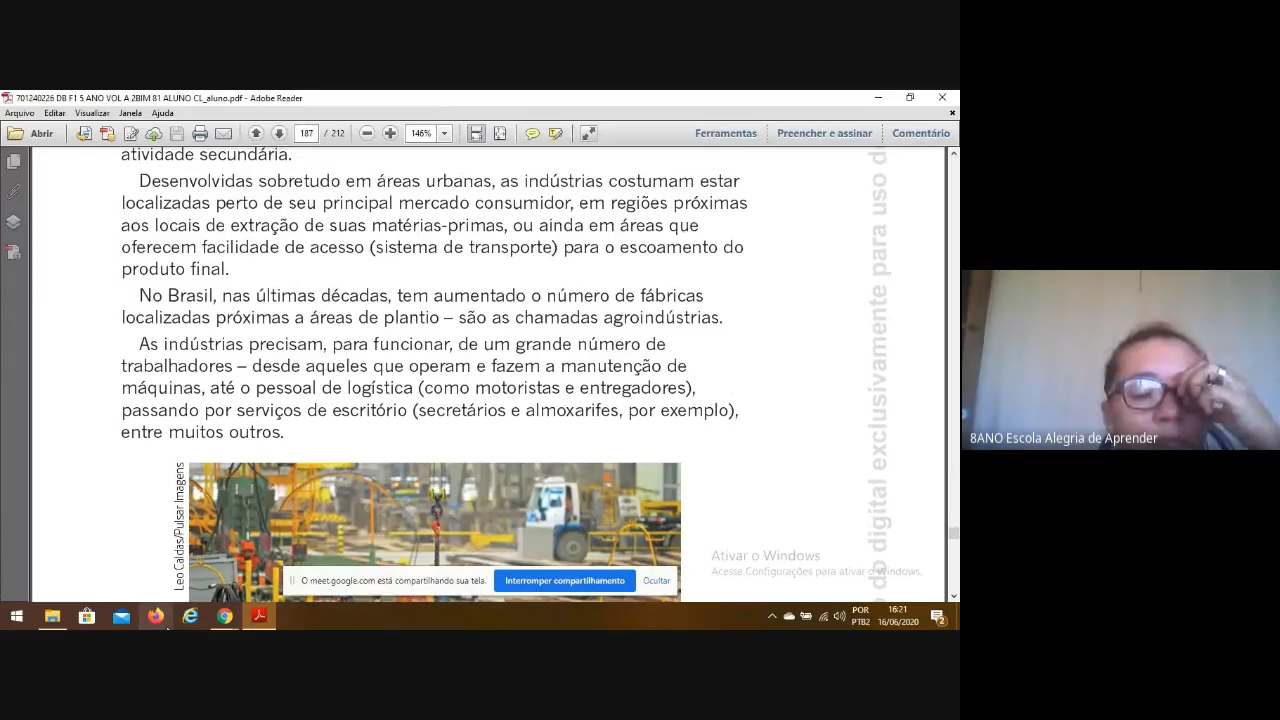 701240226 DB F1 5 ANO VOL A 2BIM 81 ALUNO CL_aluno.pdf - Adobe Reader
Arquivo Editar Visualizar Janela Ajuda
Abrir 187 / 212 146% Ferramentas Preencher e assinar Comentário
atividade secundária.
Desenvolvidas sobretudo em áreas urbanas, as indústrias costumam estar
localizadas perto de seu principal mercado consumidor, em regiões próximas
aos locais de extração de suas matérias-primas, ou ainda em áreas que
oferecem facilidade de acesso (sistema de transporte) para o escoamento do
produto final.
No Brasil, nas últimas décadas, tem aumentado o número de fábricas
localizadas próximas a áreas de plantio – são as chamadas agroindústrias.
As indústrias precisam, para funcionar, de um grande número de
trabalhadores – desde aqueles que operam e fazem a manutenção de
máquinas, até o pessoal de logística (como motoristas e entregadores),
passando por serviços de escritório (secretários e almoxarifes, por exemplo),
entre muitos outros.
Leo Caldas/Pulsar Imagens
do digital exclusivamente para uso d
Ativar o Windows
Acesse Configurações para ativar o Windows.
O meet.google.com está compartilhando sua tela. Interromper compartilhamento Ocultar
POR
PTB2
16:21
16/06/2020
2
8ANO Escola Alegria de Aprender